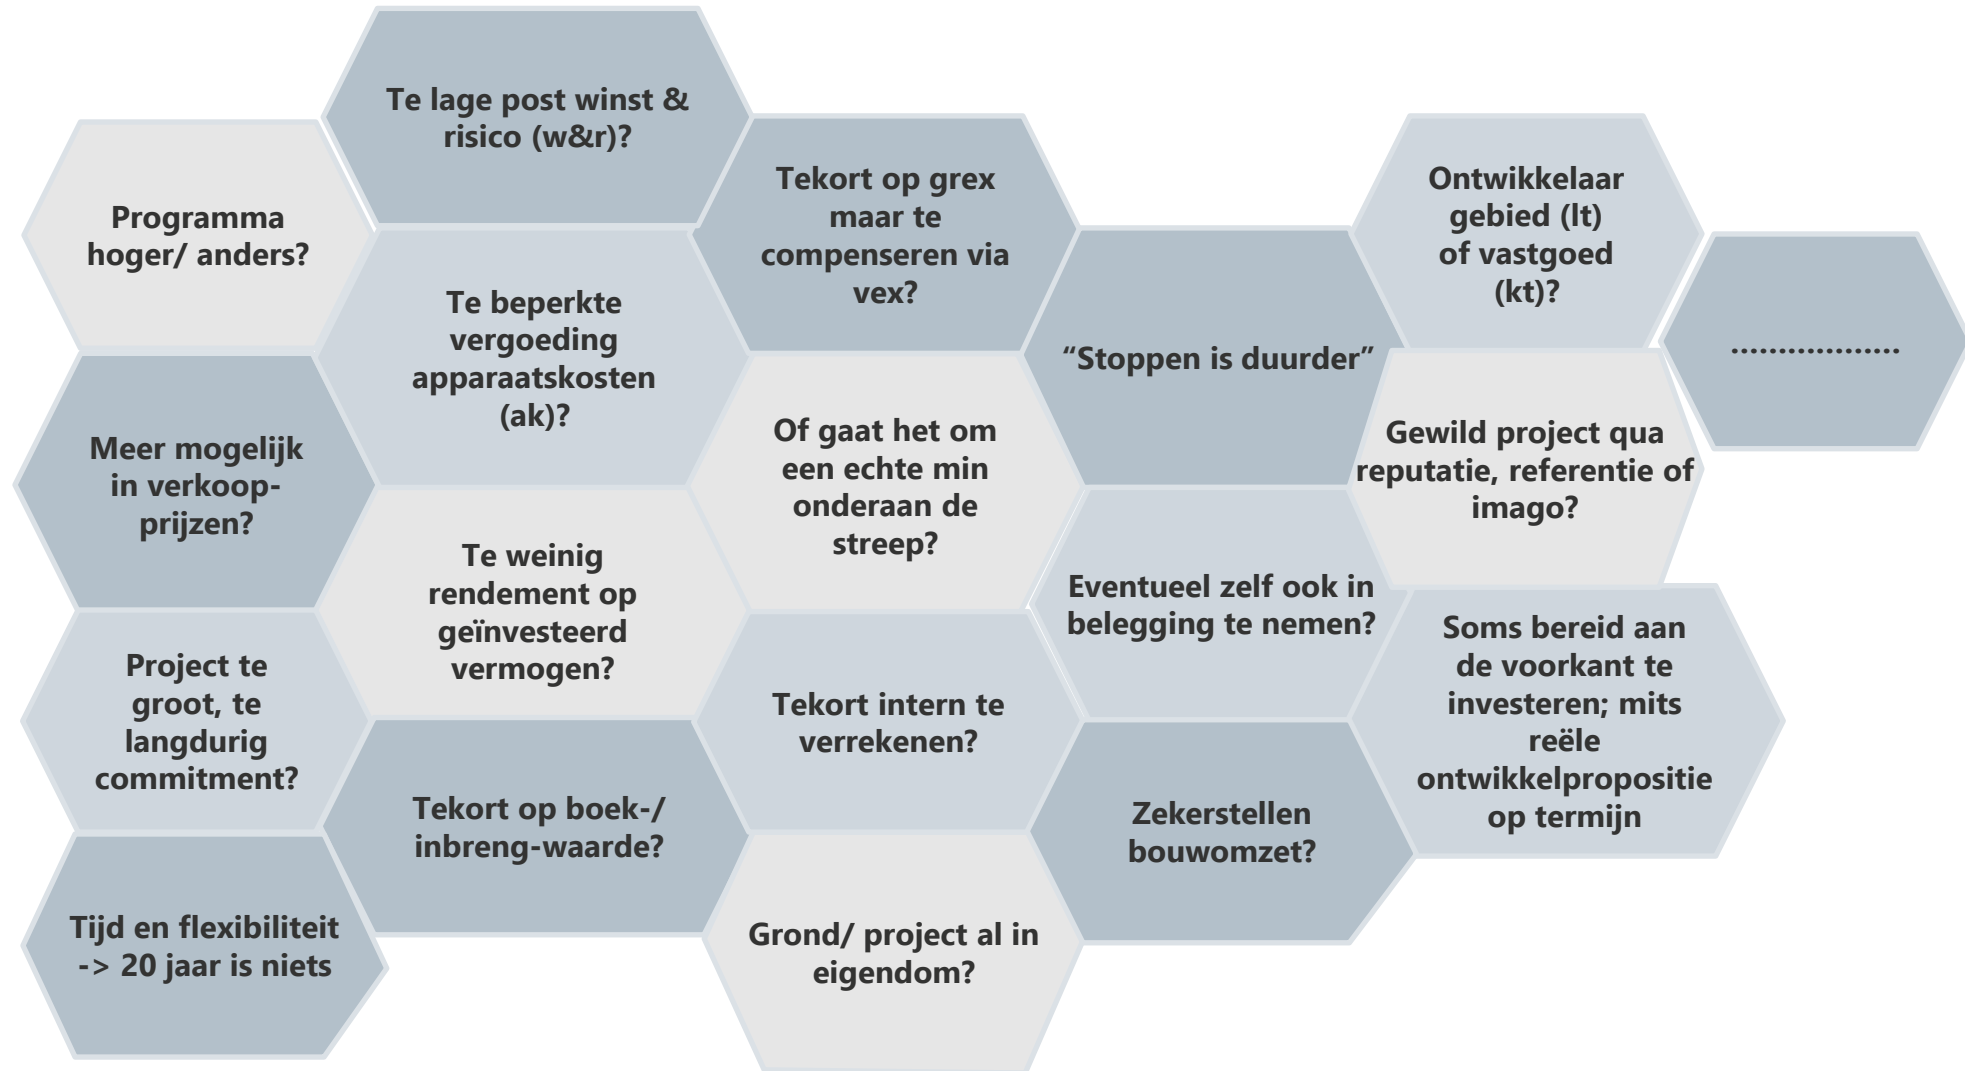 Te lage post winst &
risico (w&r)?
Programma
hoger/ anders?
Tekort op grex
maar te
compenseren via
vex?
Ontwikkelaar
gebied (lt)
of vastgoed
(kt)?
Te beperkte
vergoeding
apparaatskosten
(ak)?
“Stoppen is duurder”
..................
Meer mogelijk
in verkoop-
prijzen?
Of gaat het om
een echte min
onderaan de
streep?
Gewild project qua
reputatie, referentie of
imago?
Te weinig
rendement op
geïnvesteerd
vermogen?
Eventueel zelf ook in
belegging te nemen?
Project te
groot, te
langdurig
commitment?
Tekort intern te
verrekenen?
Soms bereid aan
de voorkant te
investeren; mits
reële
ontwikkelpropositie
op termijn
Tekort op boek-/
inbreng-waarde?
Zekerstellen
bouwomzet?
Tijd en flexibiliteit
-> 20 jaar is niets
Grond/ project al in
eigendom?